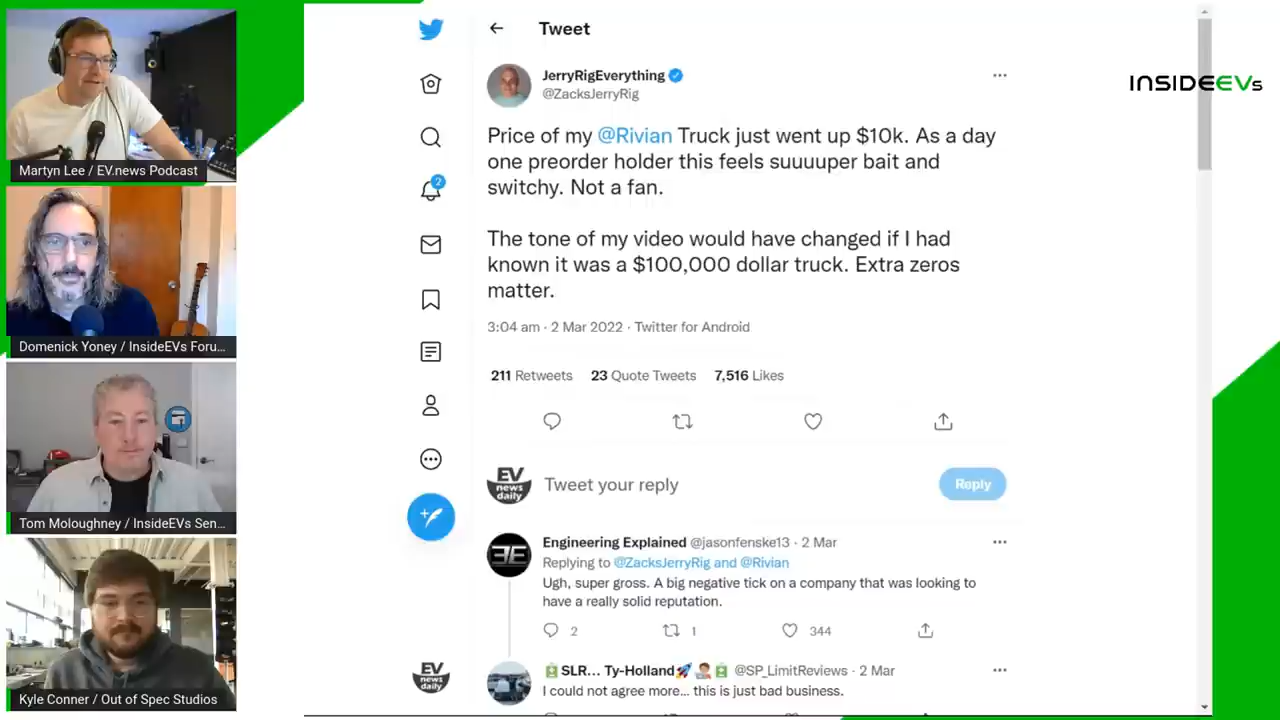 Martyn Lee / EV.news Podcast
Domenick Yoney / InsideEVs Foru...
Tom Moloughney / InsideEVs Sen...
Kyle Conner / Out of Spec Studios
Tweet
JerryRigEverything
@ZacksJerryRig
Price of my @Rivian Truck just went up $10k. As a day
one preorder holder this feels suuuuper bait and
switchy. Not a fan.
The tone of my video would have changed if I had
known it was a $100,000 dollar truck. Extra zeros
matter.
3:04 am · 2 Mar 2022 · Twitter for Android
211 Retweets 23 Quote Tweets 7,516 Likes
2
EV
news
daily
Tweet your reply
Reply
Engineering Explained @jasonfenske13 · 2 Mar
Replying to @ZacksJerryRig and @Rivian
Ugh, super gross. A big negative tick on a company that was looking to
have a really solid reputation.
2 1 344
SLR... Ty-Holland @SP_LimitReviews · 2 Mar
I could not agree more... this is just bad business.
EV
news
daily
INSIDEEVs